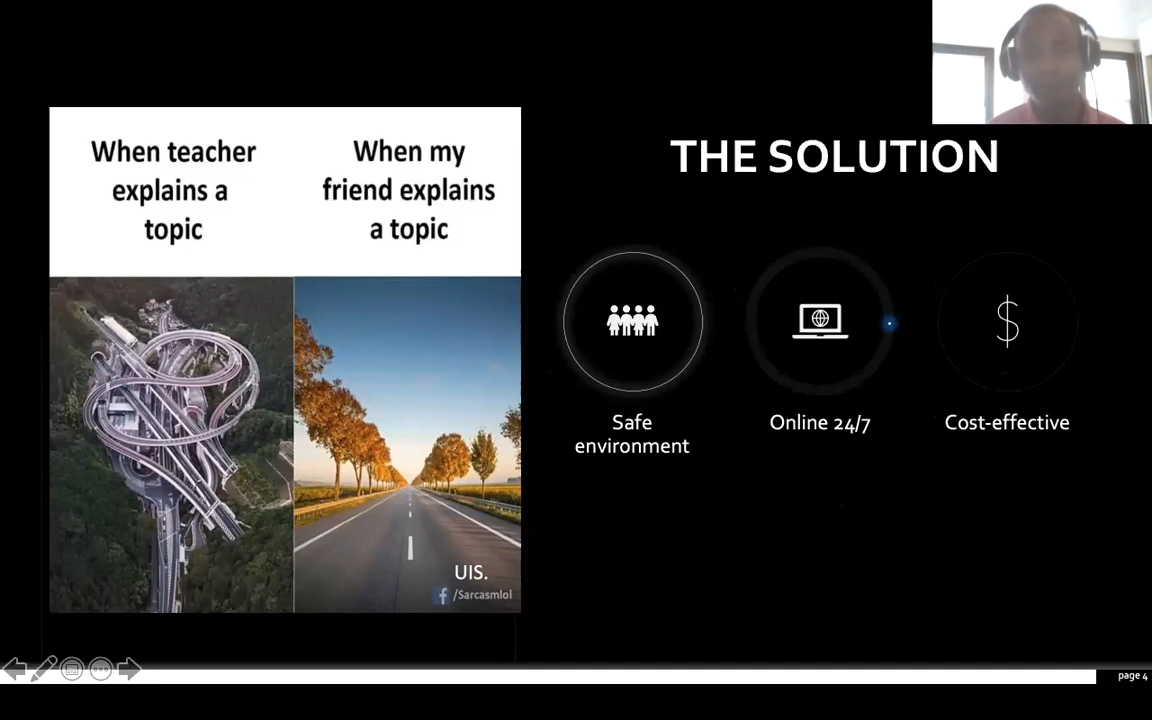 When teacher
explains a
topic
When my
friend explains
a topic
UIS.
f/Sarcasmlol
THE SOLUTION
Safe
environment
Online 24/7
$
Cost-effective
page 4